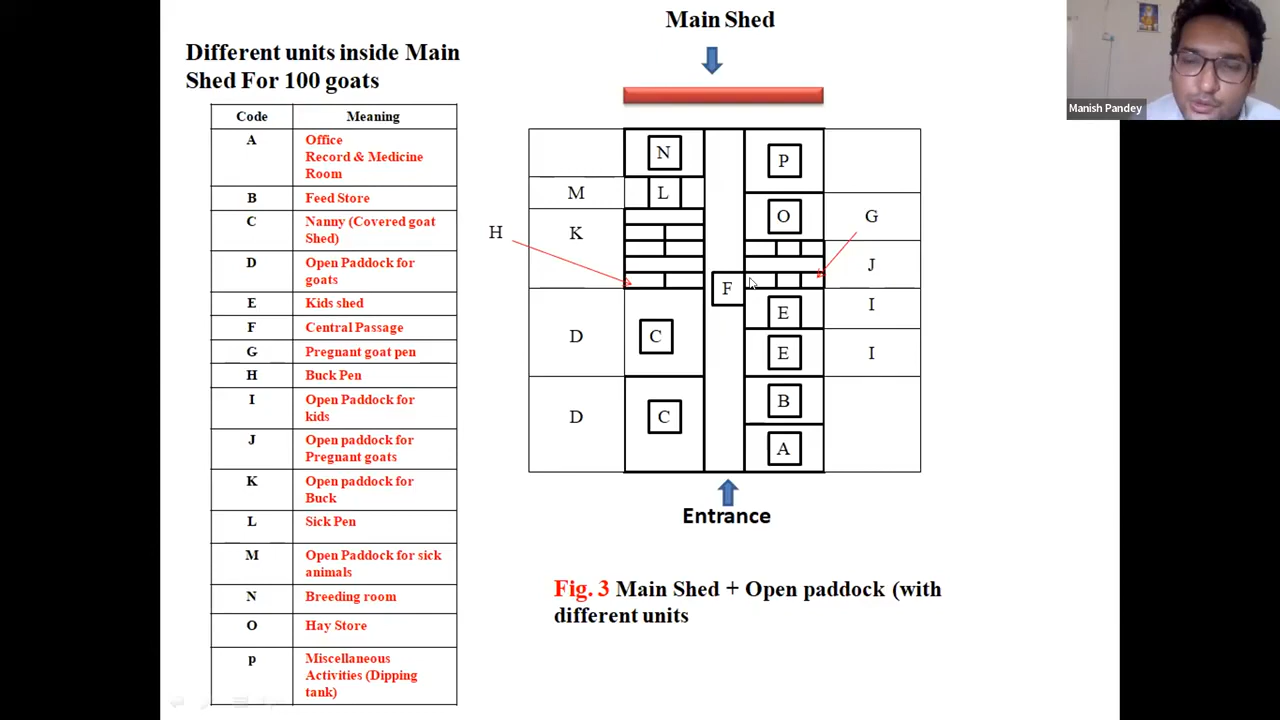 Main Shed
Manish Pandey
Different units inside Main
Shed For 100 goats
Code Meaning
A Office
Record & Medicine
Room
B Feed Store
C Nanny (Covered goat
Shed)
D Open Paddock for
goats
E Kids shed
F Central Passage
G Pregnant goat pen
H Buck Pen
I Open Paddock for
kids
J Open paddock for
Pregnant goats
K Open paddock for
Buck
L Sick Pen
M Open Paddock for sick
animals
N Breeding room
O Hay Store
p Miscellaneous
Activities (Dipping
tank)
N P
M L
O G
H K
J
F
E I
D C
E I
B
D C
A
Entrance
Fig. 3 Main Shed + Open paddock (with
different units